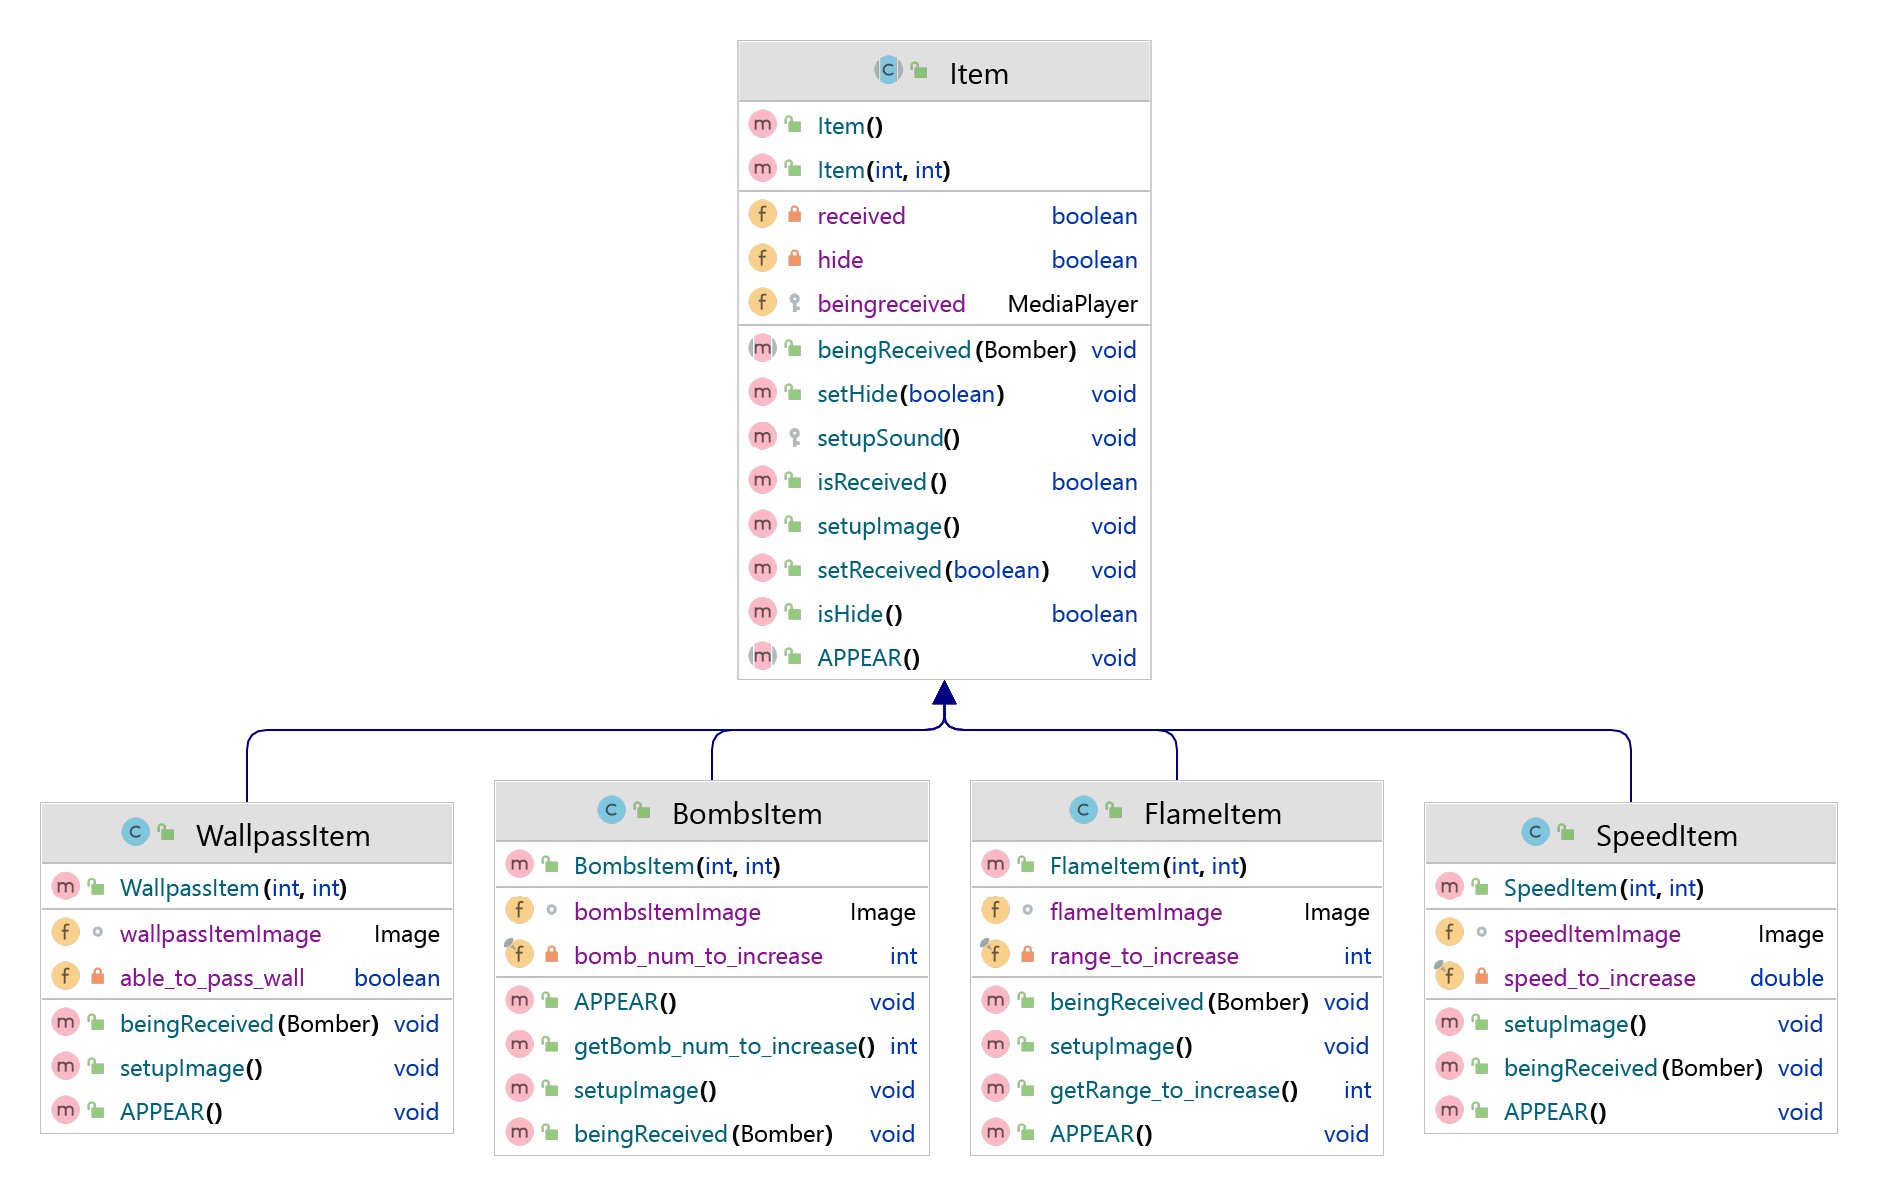 Item
Item()
Item(int, int)
received boolean
hide boolean
beingreceived MediaPlayer
beingReceived(Bomber) void
setHide(boolean) void
setupSound() void
isReceived() boolean
setupImage() void
setReceived(boolean) void
isHide() boolean
APPEAR() void
WallpassItem
WallpassItem(int, int)
wallpassItemImage Image
able_to_pass_wall boolean
beingReceived(Bomber) void
setupImage() void
APPEAR() void
BombsItem
BombsItem(int, int)
bombsItemImage Image
bomb_num_to_increase int
APPEAR() void
getBomb_num_to_increase() int
setupImage() void
beingReceived(Bomber) void
FlameItem
FlameItem(int, int)
flameItemImage Image
range_to_increase int
beingReceived(Bomber) void
setupImage() void
getRange_to_increase() int
APPEAR() void
SpeedItem
SpeedItem(int, int)
speedItemImage Image
speed_to_increase double
setupImage() void
beingReceived(Bomber) void
APPEAR() void